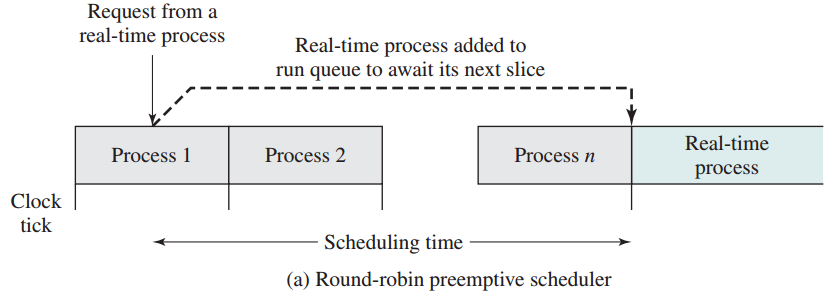 Request from a
real-time process
Real-time process added to
run queue to await its next slice
Process 1
Process 2
Process n
Real-time
process
Clock
tick
Scheduling time
(a) Round-robin preemptive scheduler